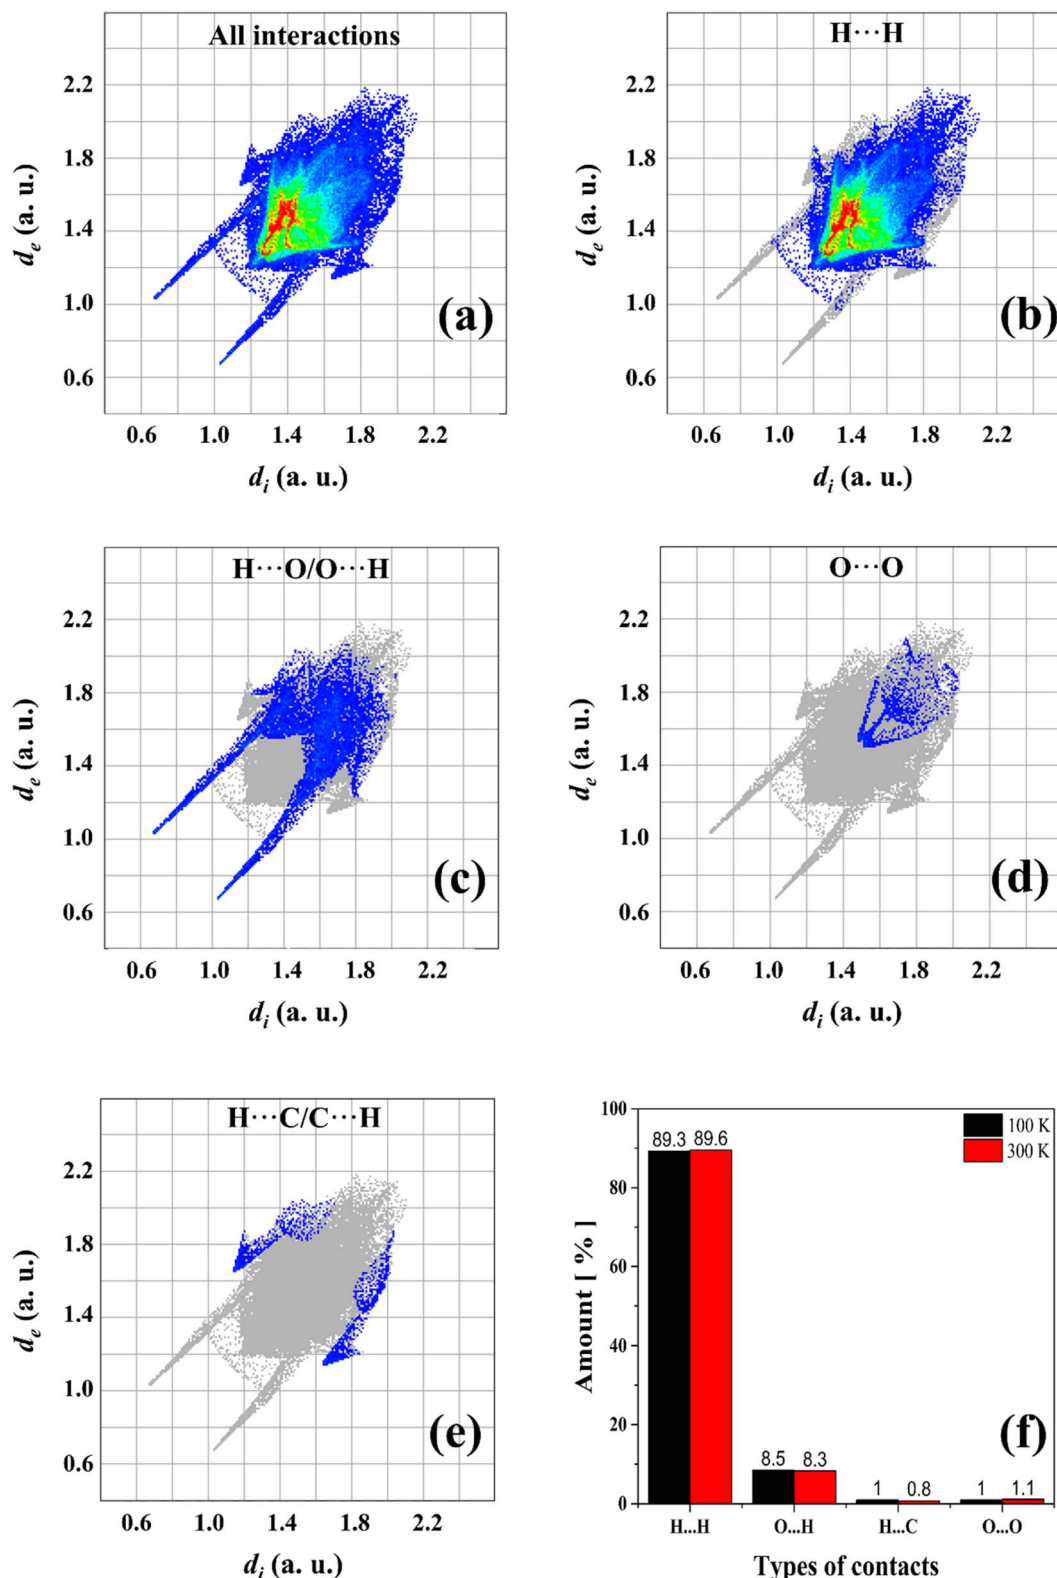 All interactions
2.2
1.8
1.4
1.0
0.6
d_e (a. u.)
0.6 1.0 1.4 1.8 2.2
d_i (a. u.)
(a)
H···H
2.2
1.8
1.4
1.0
0.6
d_e (a. u.)
0.6 1.0 1.4 1.8 2.2
d_i (a. u.)
(b)
H···O/O···H
2.2
1.8
1.4
1.0
0.6
d_e (a. u.)
0.6 1.0 1.4 1.8 2.2
d_i (a. u.)
(c)
O···O
2.2
1.8
1.4
1.0
0.6
d_e (a. u.)
0.6 1.0 1.4 1.8 2.2
d_i (a. u.)
(d)
H···C/C···H
2.2
1.8
1.4
1.0
0.6
d_e (a. u.)
0.6 1.0 1.4 1.8 2.2
d_i (a. u.)
(e)
100
80
60
40
20
0
Amount [ % ]
100 K
300 K
89.3 89.6
8.5 8.3
1 0.8
1 1.1
H...H O...H H...C O...O
Types of contacts
(f)